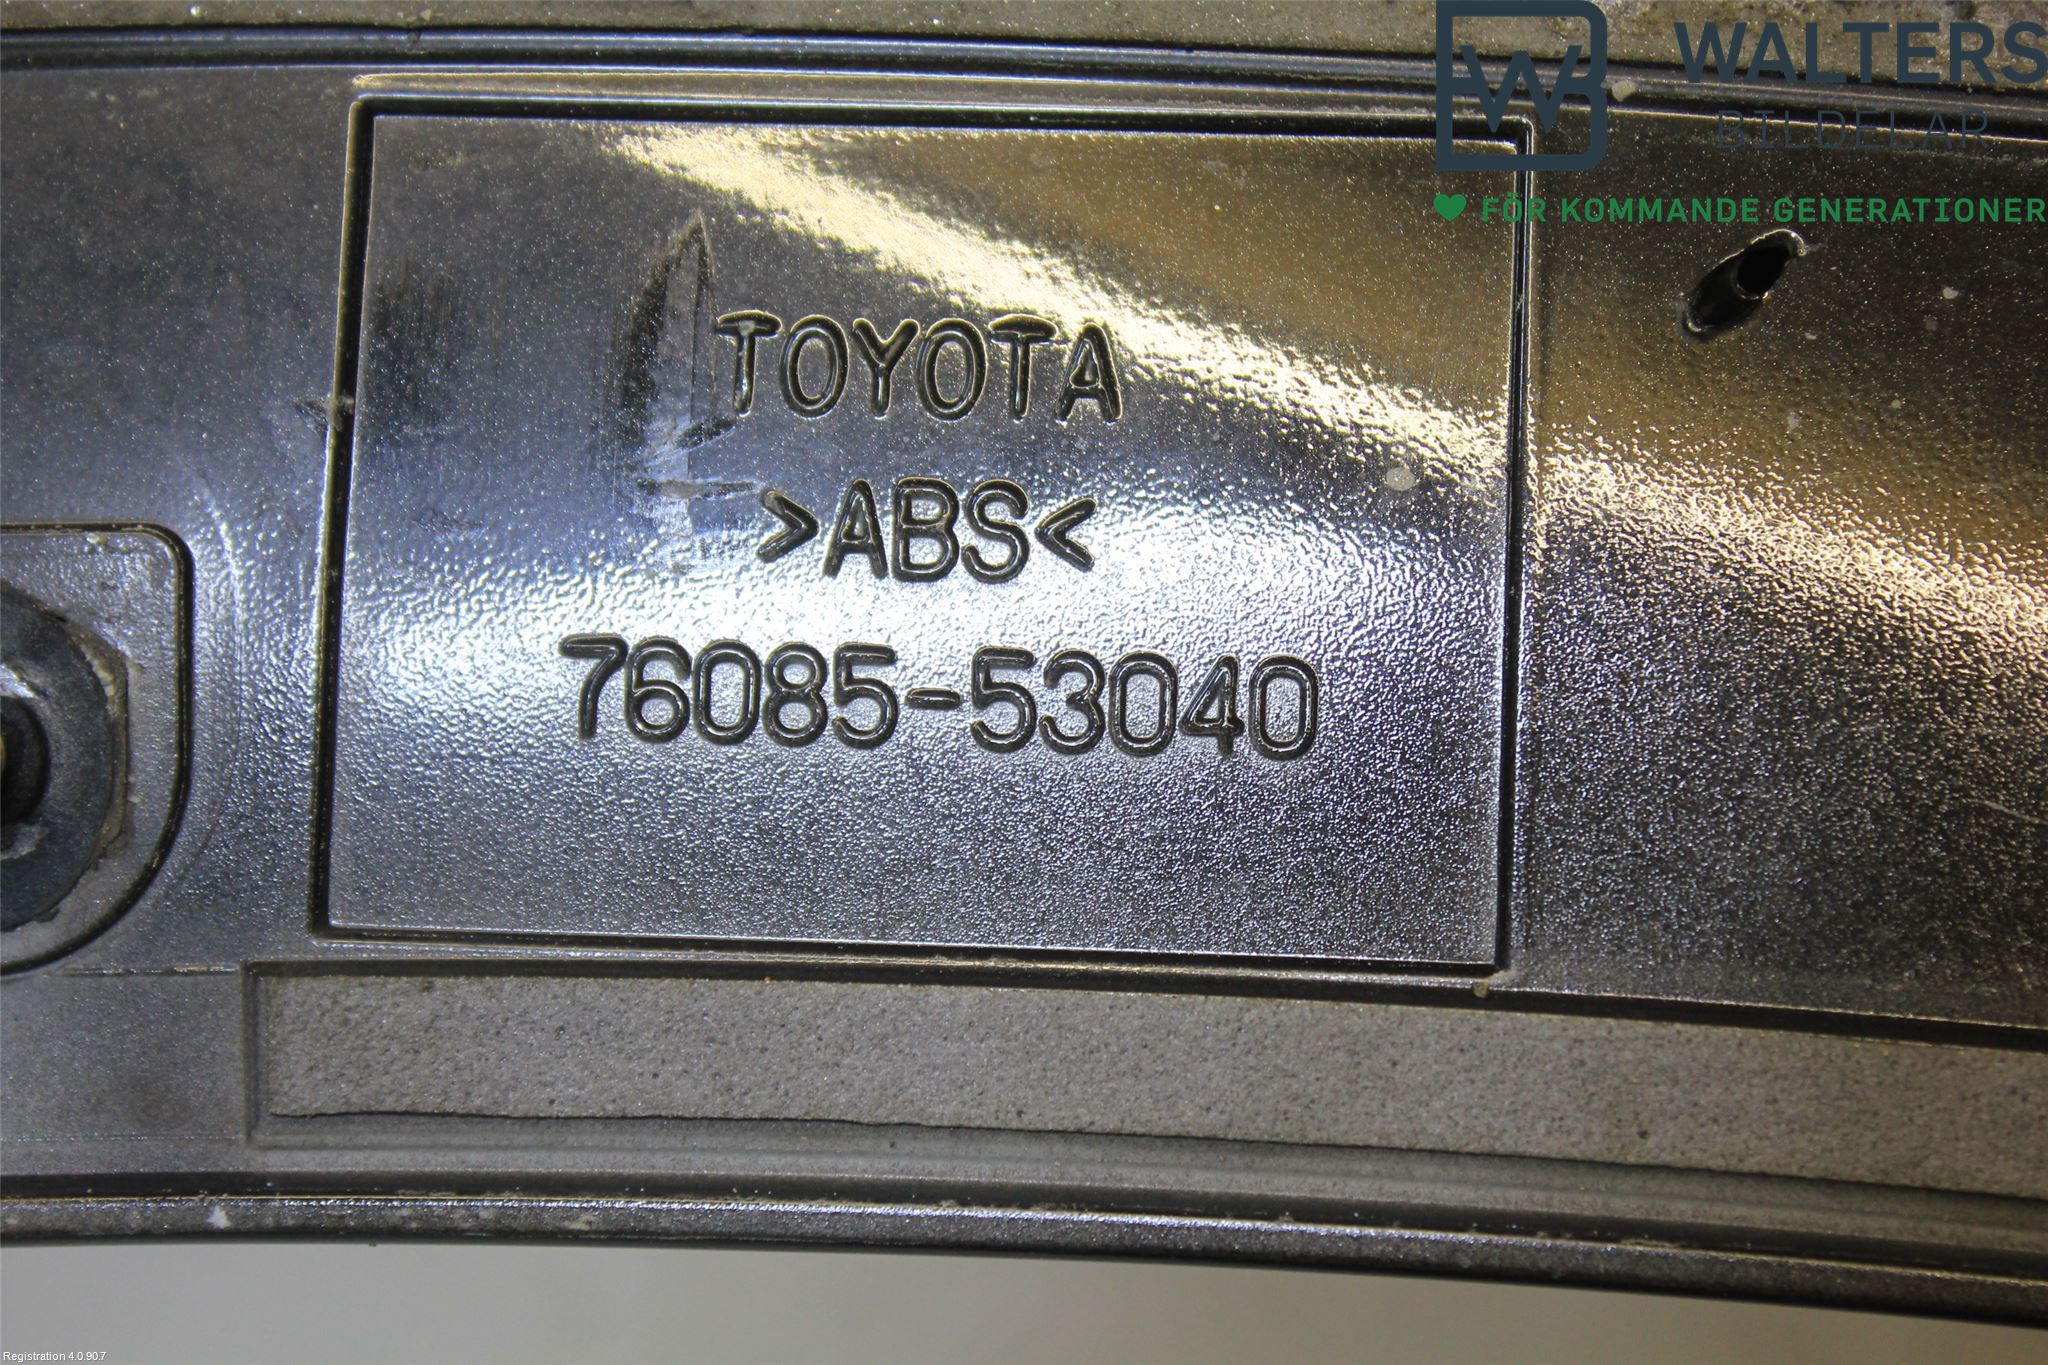 WALTERS
BILDELAR
FÖR KOMMANDE GENERATIONER
TOYOTA
>ABS<
76085-53040
Registration 4.0.90.7